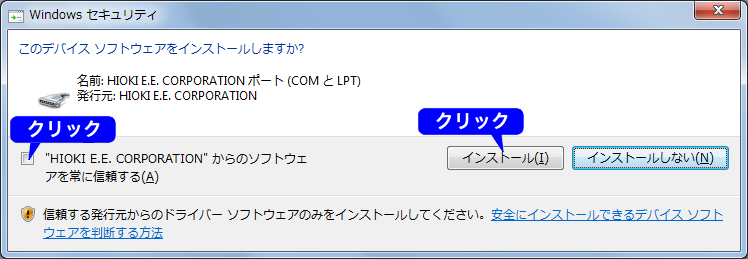 Windows セキュリティ
このデバイス ソフトウェアをインストールしますか?
名前: HIOKI E.E. CORPORATION ポート (COM と LPT)
発行元: HIOKI E.E. CORPORATION
クリック
クリック
"HIOKI E.E. CORPORATION" からのソフトウェ
アを常に信頼する(A)
インストール(I)
インストールしない(N)
信頼する発行元からのドライバー ソフトウェアのみをインストールしてください。安全にインストールできるデバイス ソフト
ウェアを判断する方法